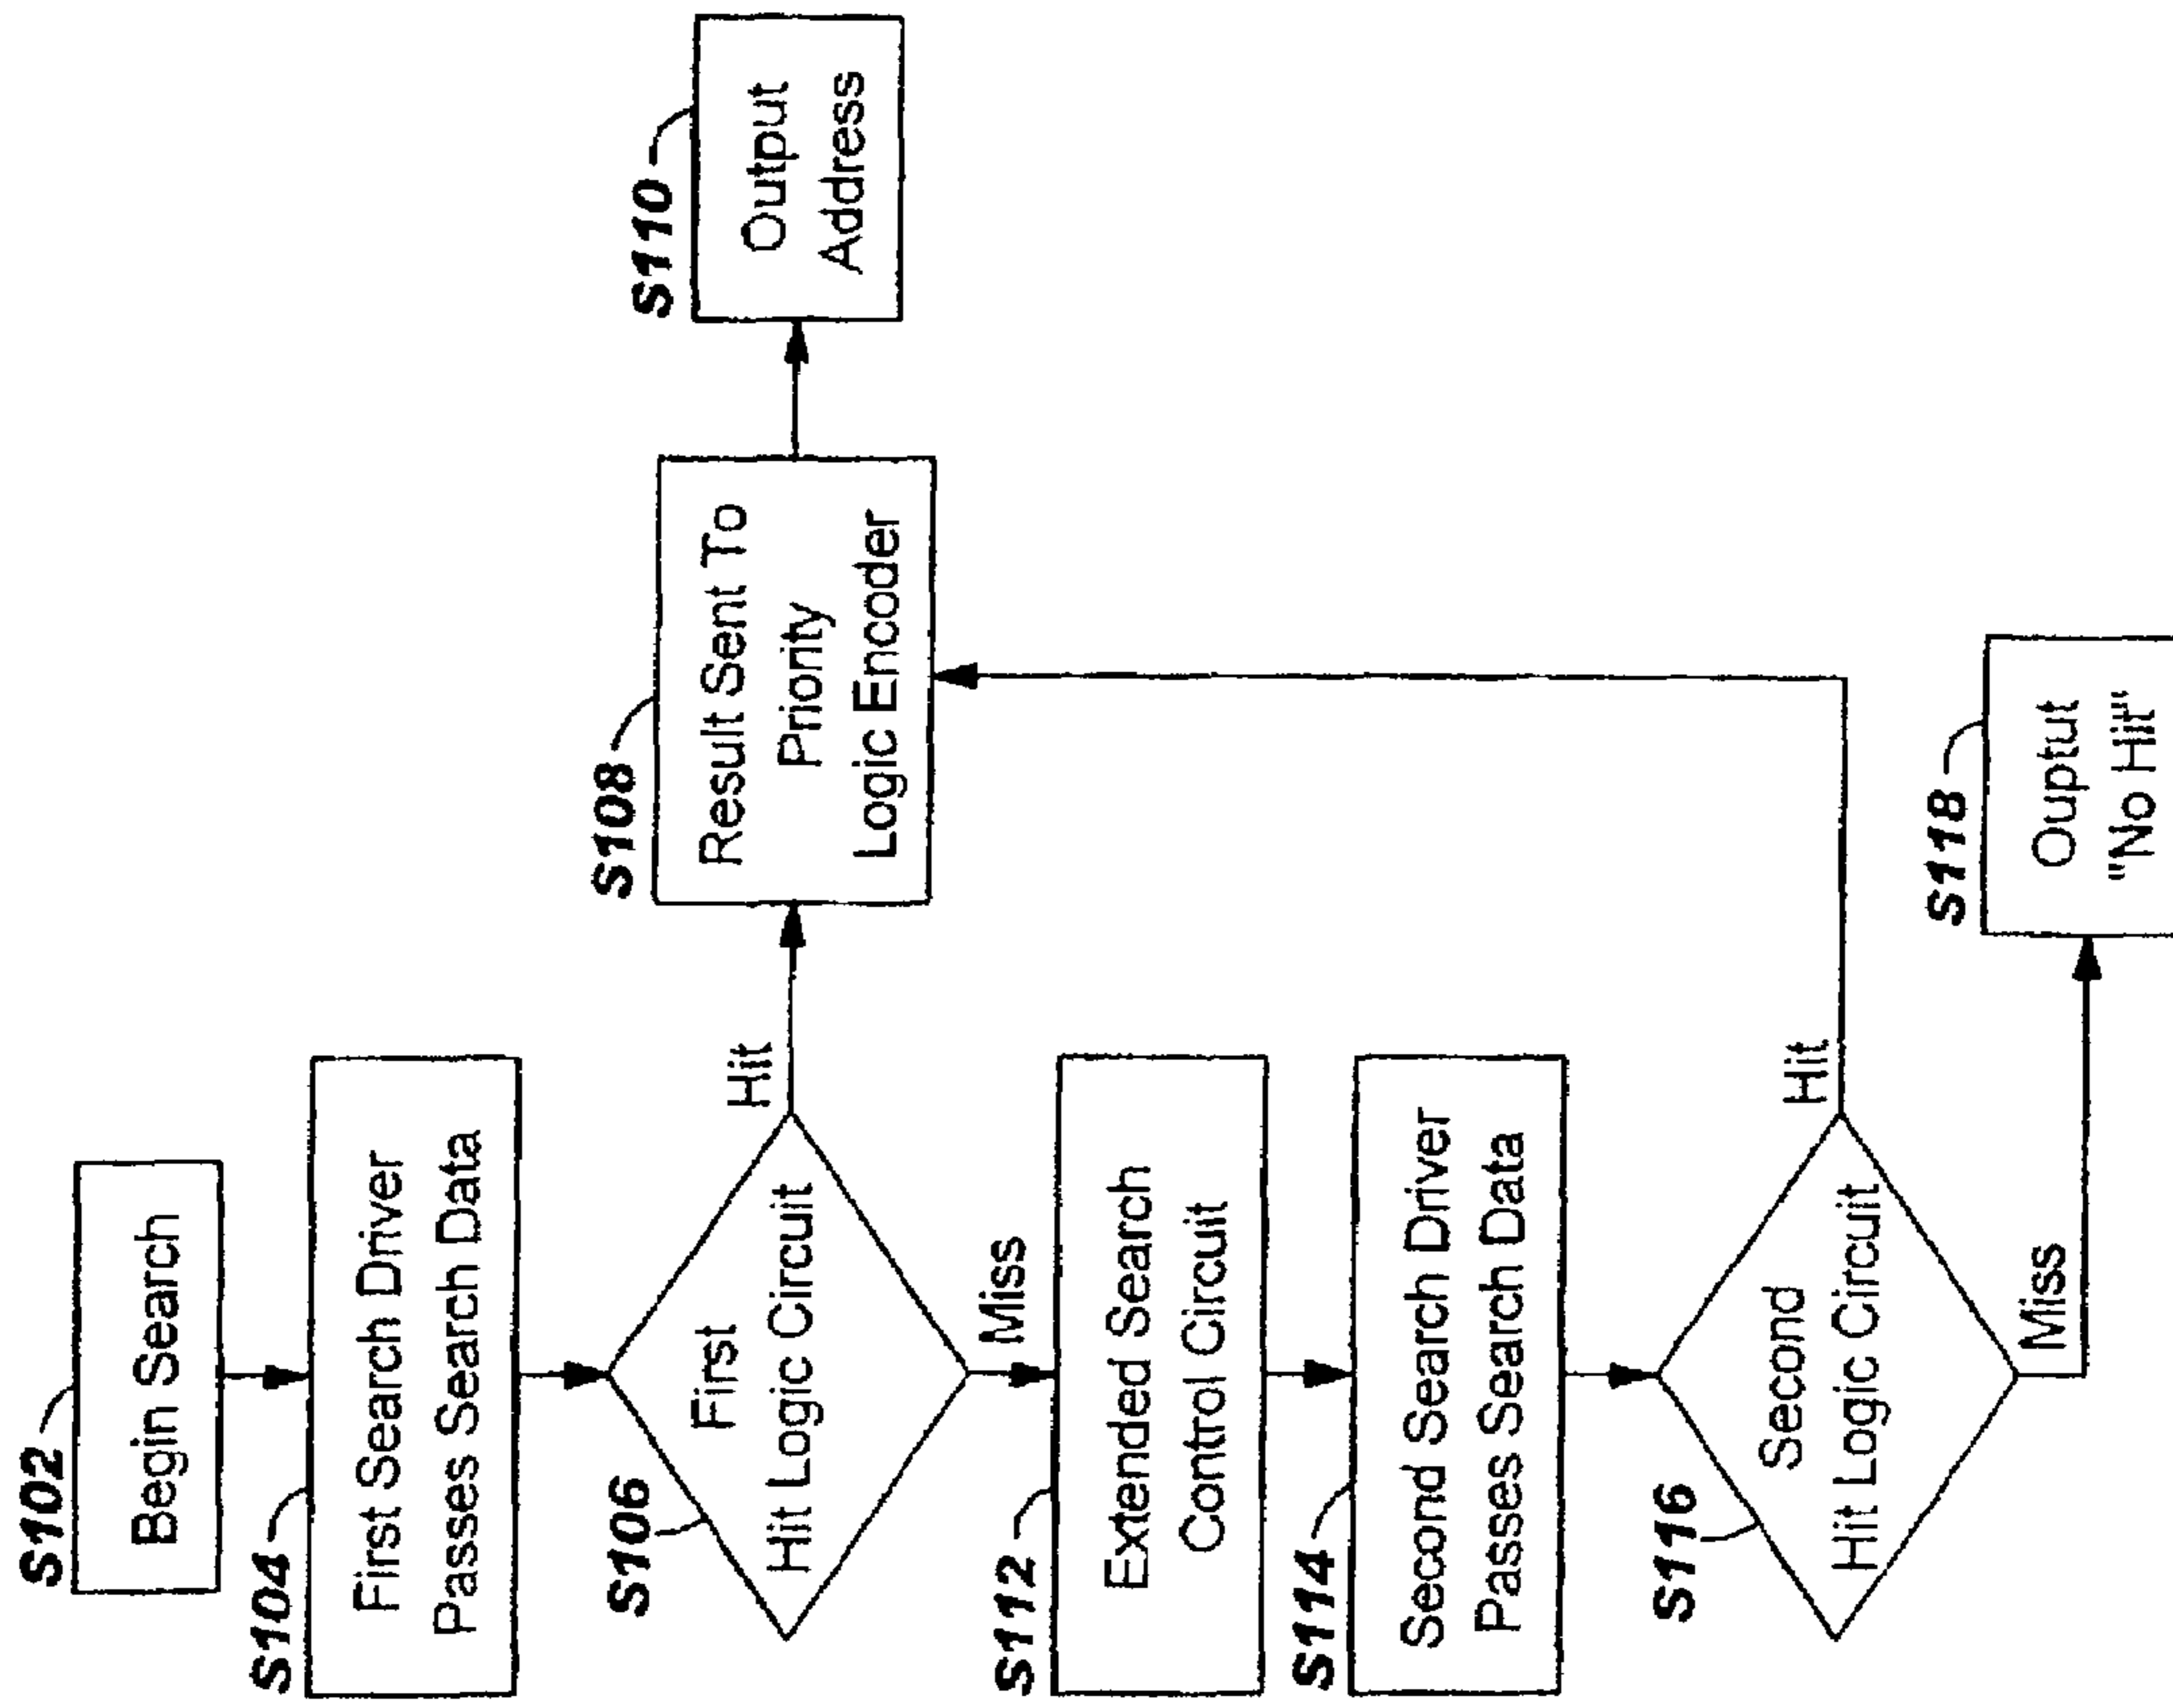 S102
Begin Search
S104
First Search Driver
Passes Search Data
S106
First
Hit Logic Circuit
Hit
Miss
S108
Result Sent To
Priority
Logic Encoder
S110
Output
Address
S112
Extended Search
Control Circuit
S114
Second Search Driver
Passes Search Data
S116
Second
Hit Logic Circuit
Hit
Miss
S118
Ouptut
"No Hit"